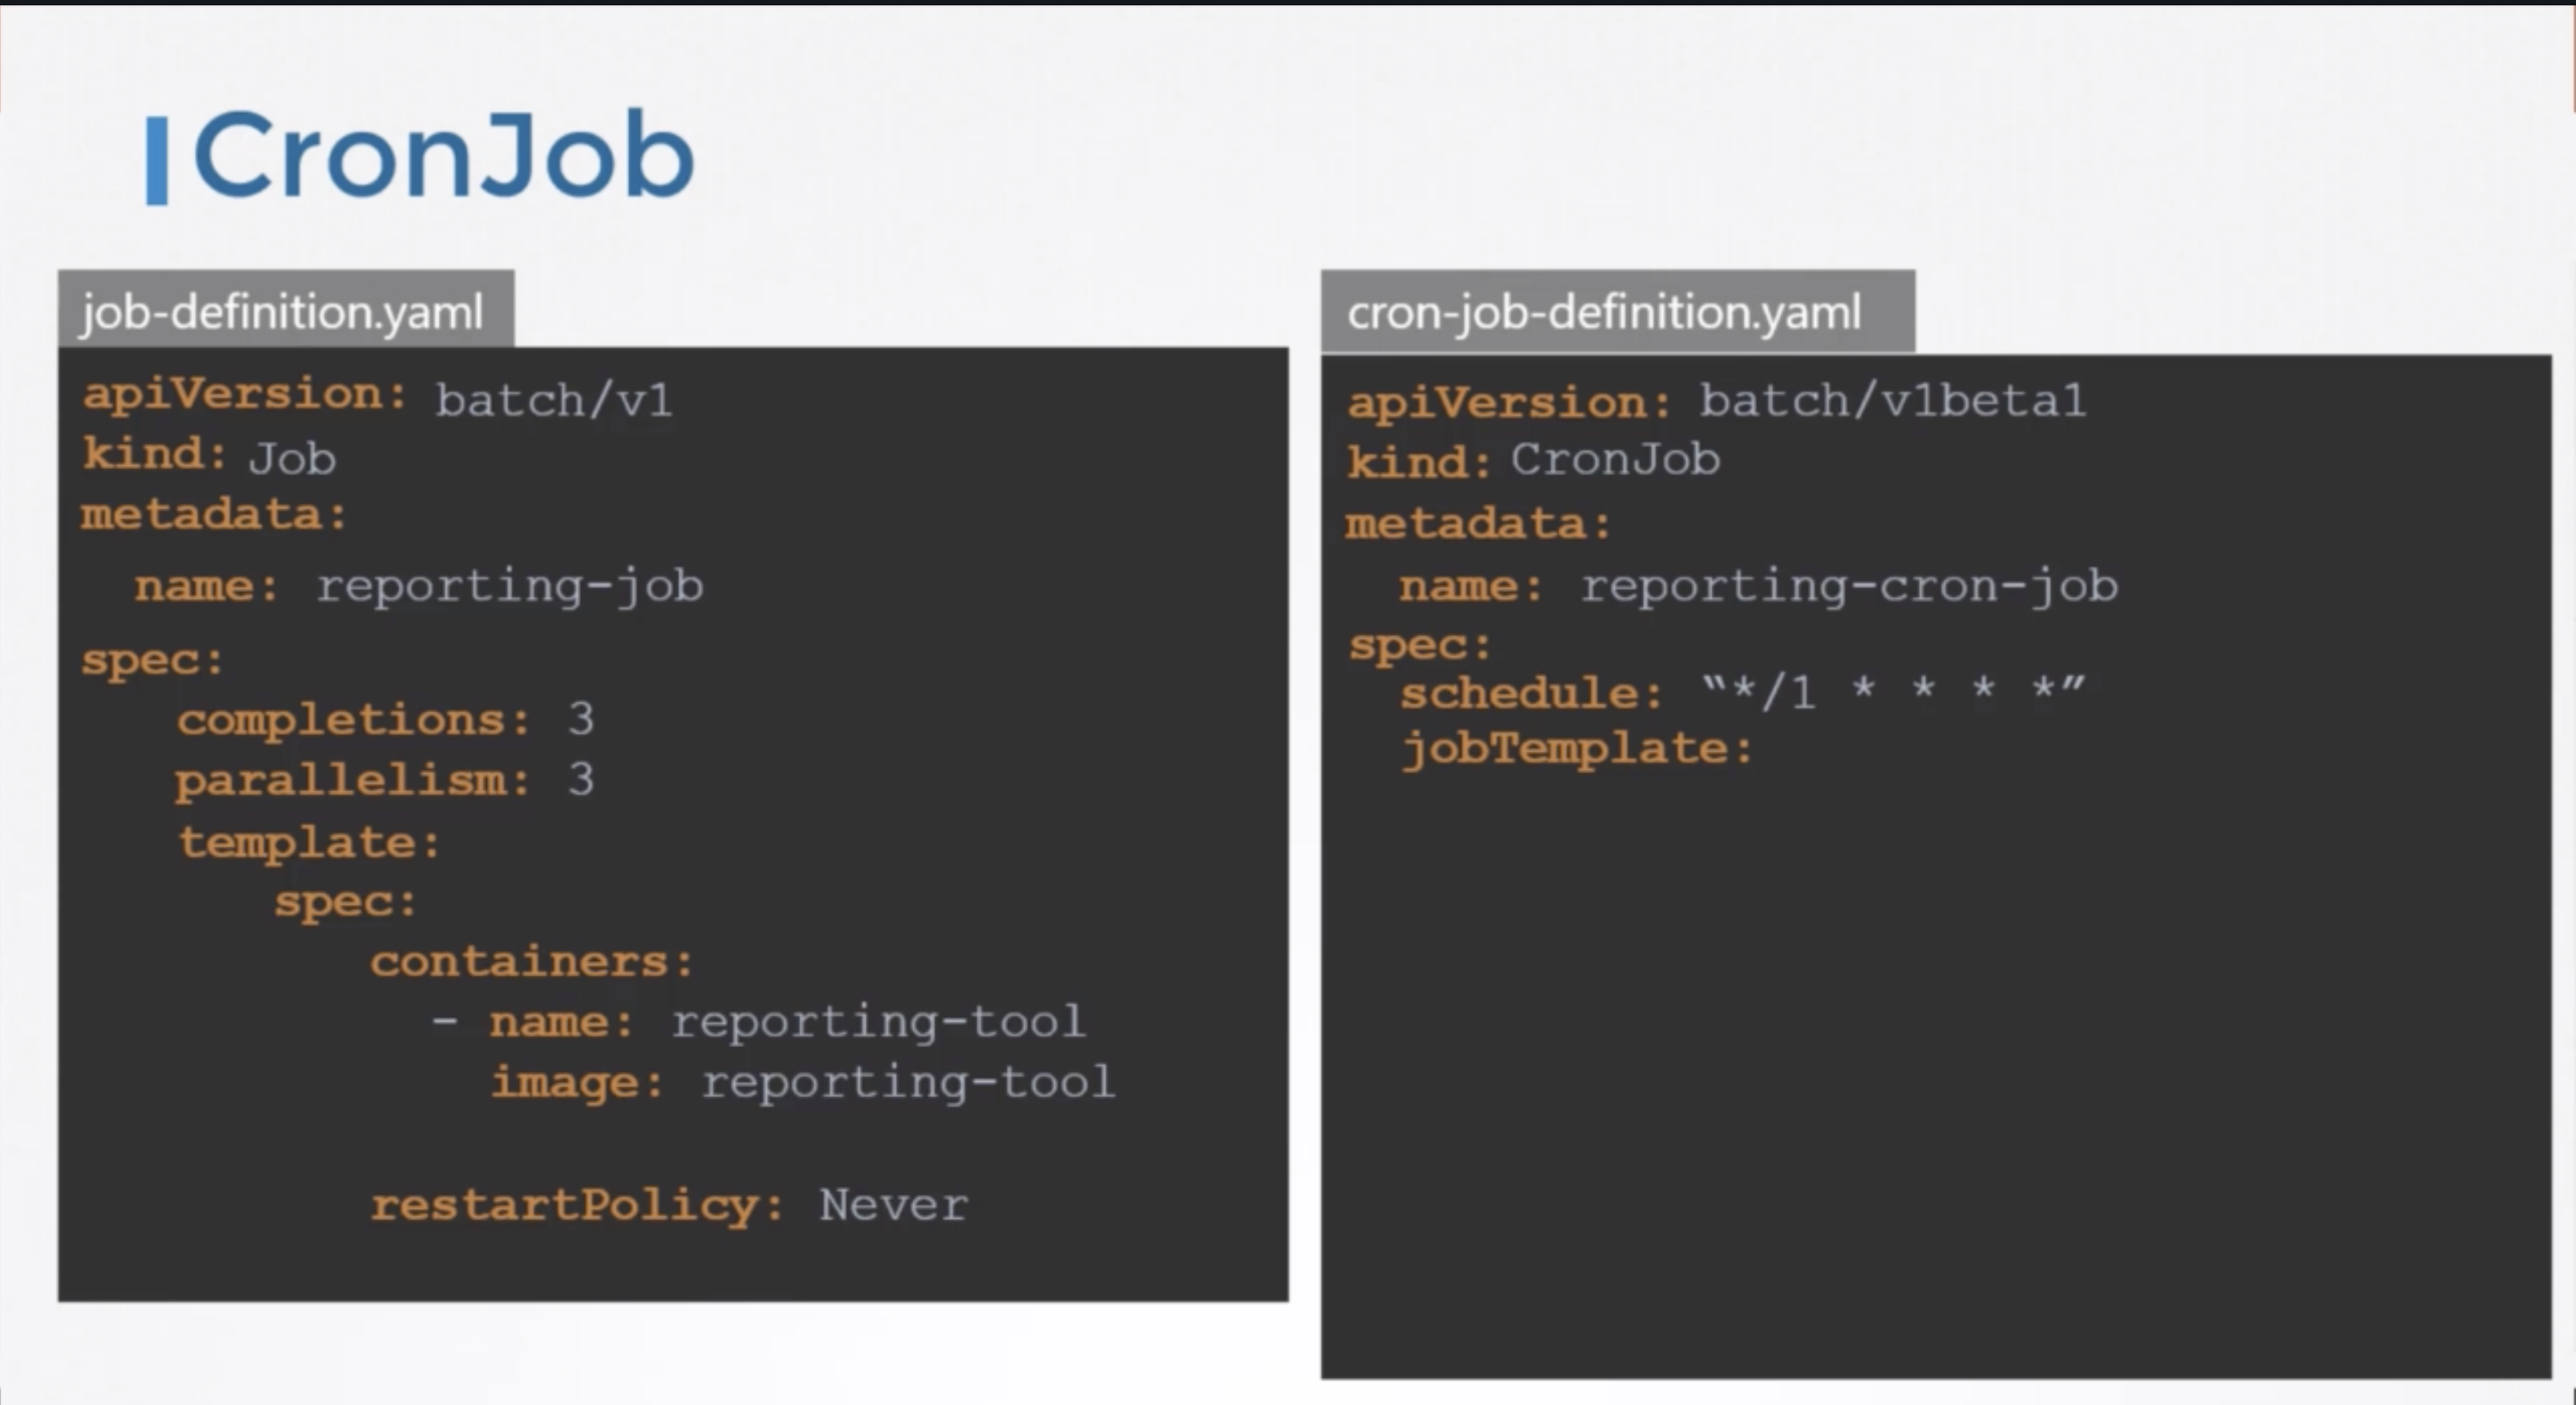 CronJob
job-definition.yaml
apiVersion: batch/v1
kind: Job
metadata:
name: reporting-job
spec:
completions: 3
parallelism: 3
template:
spec:
containers:
- name: reporting-tool
image: reporting-tool
restartPolicy: Never
cron-job-definition.yaml
apiVersion: batch/v1beta1
kind: CronJob
metadata:
name: reporting-cron-job
spec:
schedule: “*/1 * * * *”
jobTemplate: